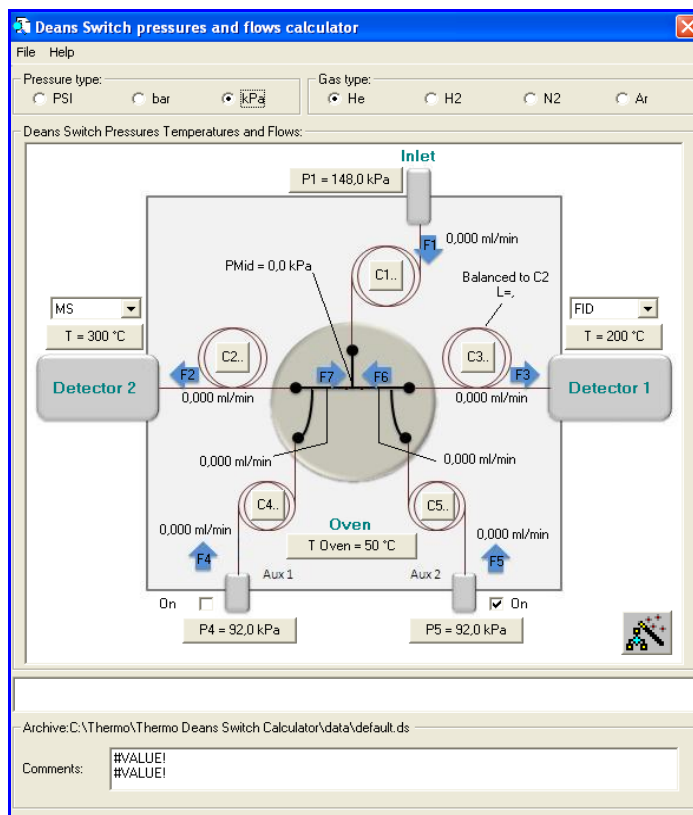 Deans Switch pressures and flows calculator
File Help
Pressure type:
PSI bar kPa
Gas type:
He H2 N2 Ar
Deans Switch Pressures Temperatures and Flows:
Inlet
P1 = 148,0 kPa
F1
0,000 ml/min
PMid = 0,0 kPa
C1..
Balanced to C2
L=,
MS
T = 300 °C
FID
T = 200 °C
C2..
C3..
Detector 2
F2
F7
F6
F3
Detector 1
0,000 ml/min
0,000 ml/min
0,000 ml/min
0,000 ml/min
C4..
C5..
0,000 ml/min
Oven
0,000 ml/min
T Oven = 50 °C
F4
F5
Aux 1
Aux 2
On
On
P4 = 92,0 kPa
P5 = 92,0 kPa
Archive:C:\Thermo\Thermo Deans Switch Calculator\data\default.ds
Comments:
#VALUE!
#VALUE!